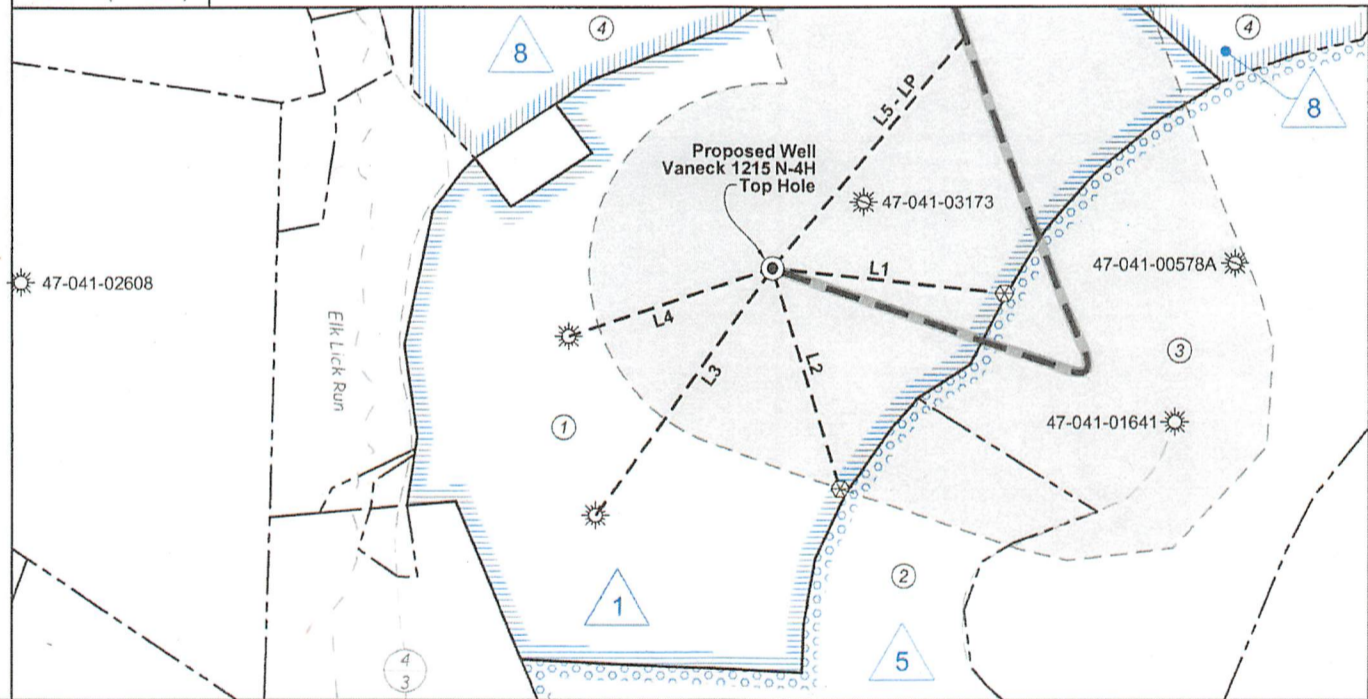 4
8
4
8
L5 - LP
Proposed Well
Vaneck 1215 N-4H
Top Hole
47-041-03173
47-041-00578A
47-041-02608
L1
L4
Elk Lick Run
L3
L2
3
47-041-01641
1
2
1
5
4
3